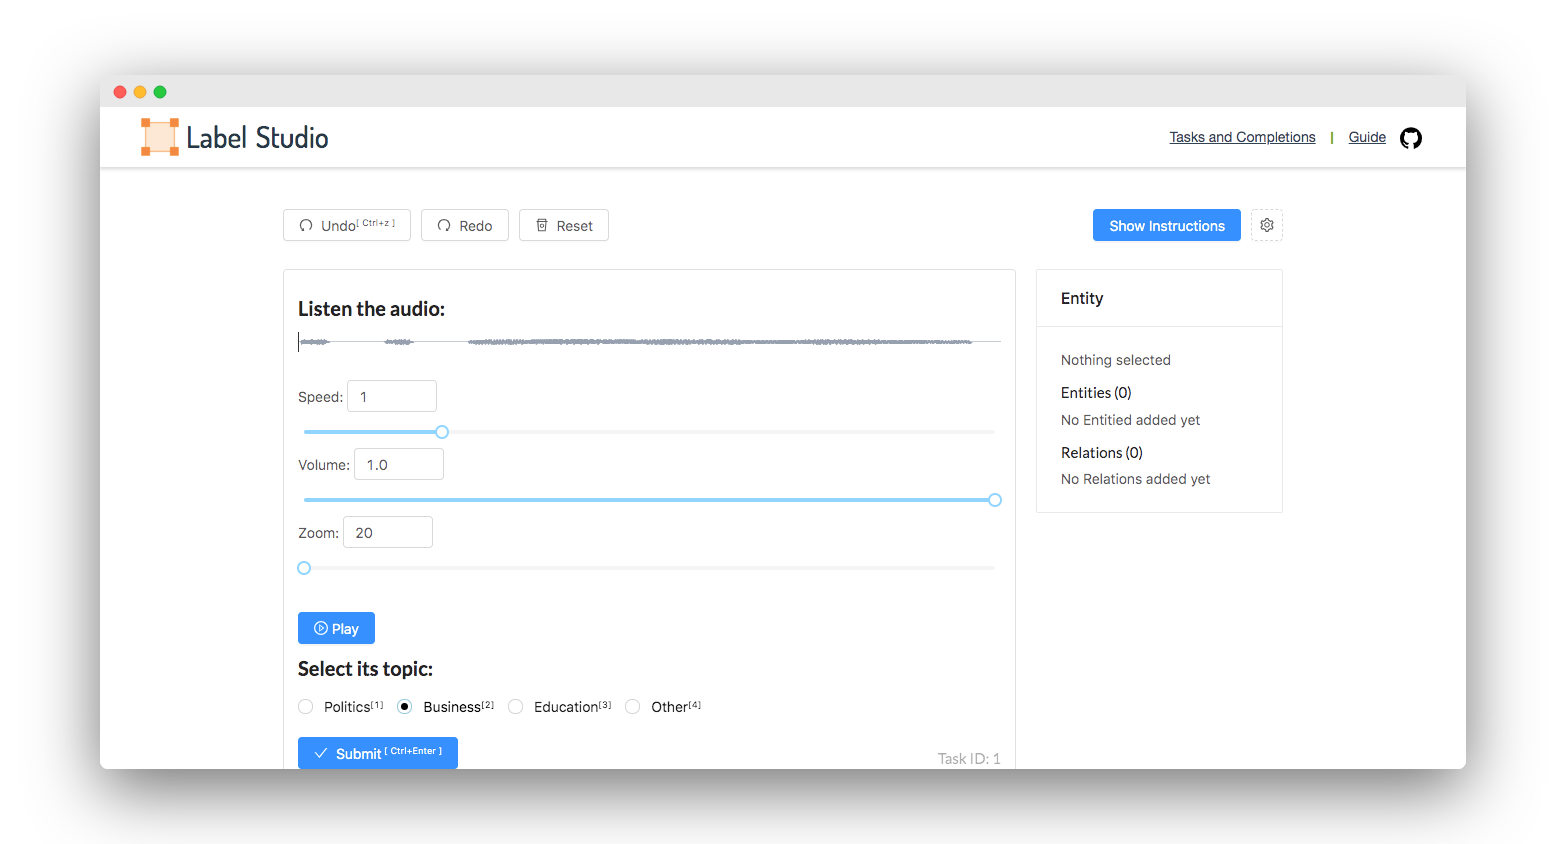 Label Studio
Tasks and Completions | Guide
Undo[ Ctrl+z ] Redo Reset Show Instructions
Listen the audio:
Speed: 1
Volume: 1.0
Zoom: 20
Play
Select its topic:
Politics[1] Business[2] Education[3] Other[4]
Submit[ Ctrl+Enter ] Task ID: 1
Entity
Nothing selected
Entities (0)
No Entitied added yet
Relations (0)
No Relations added yet